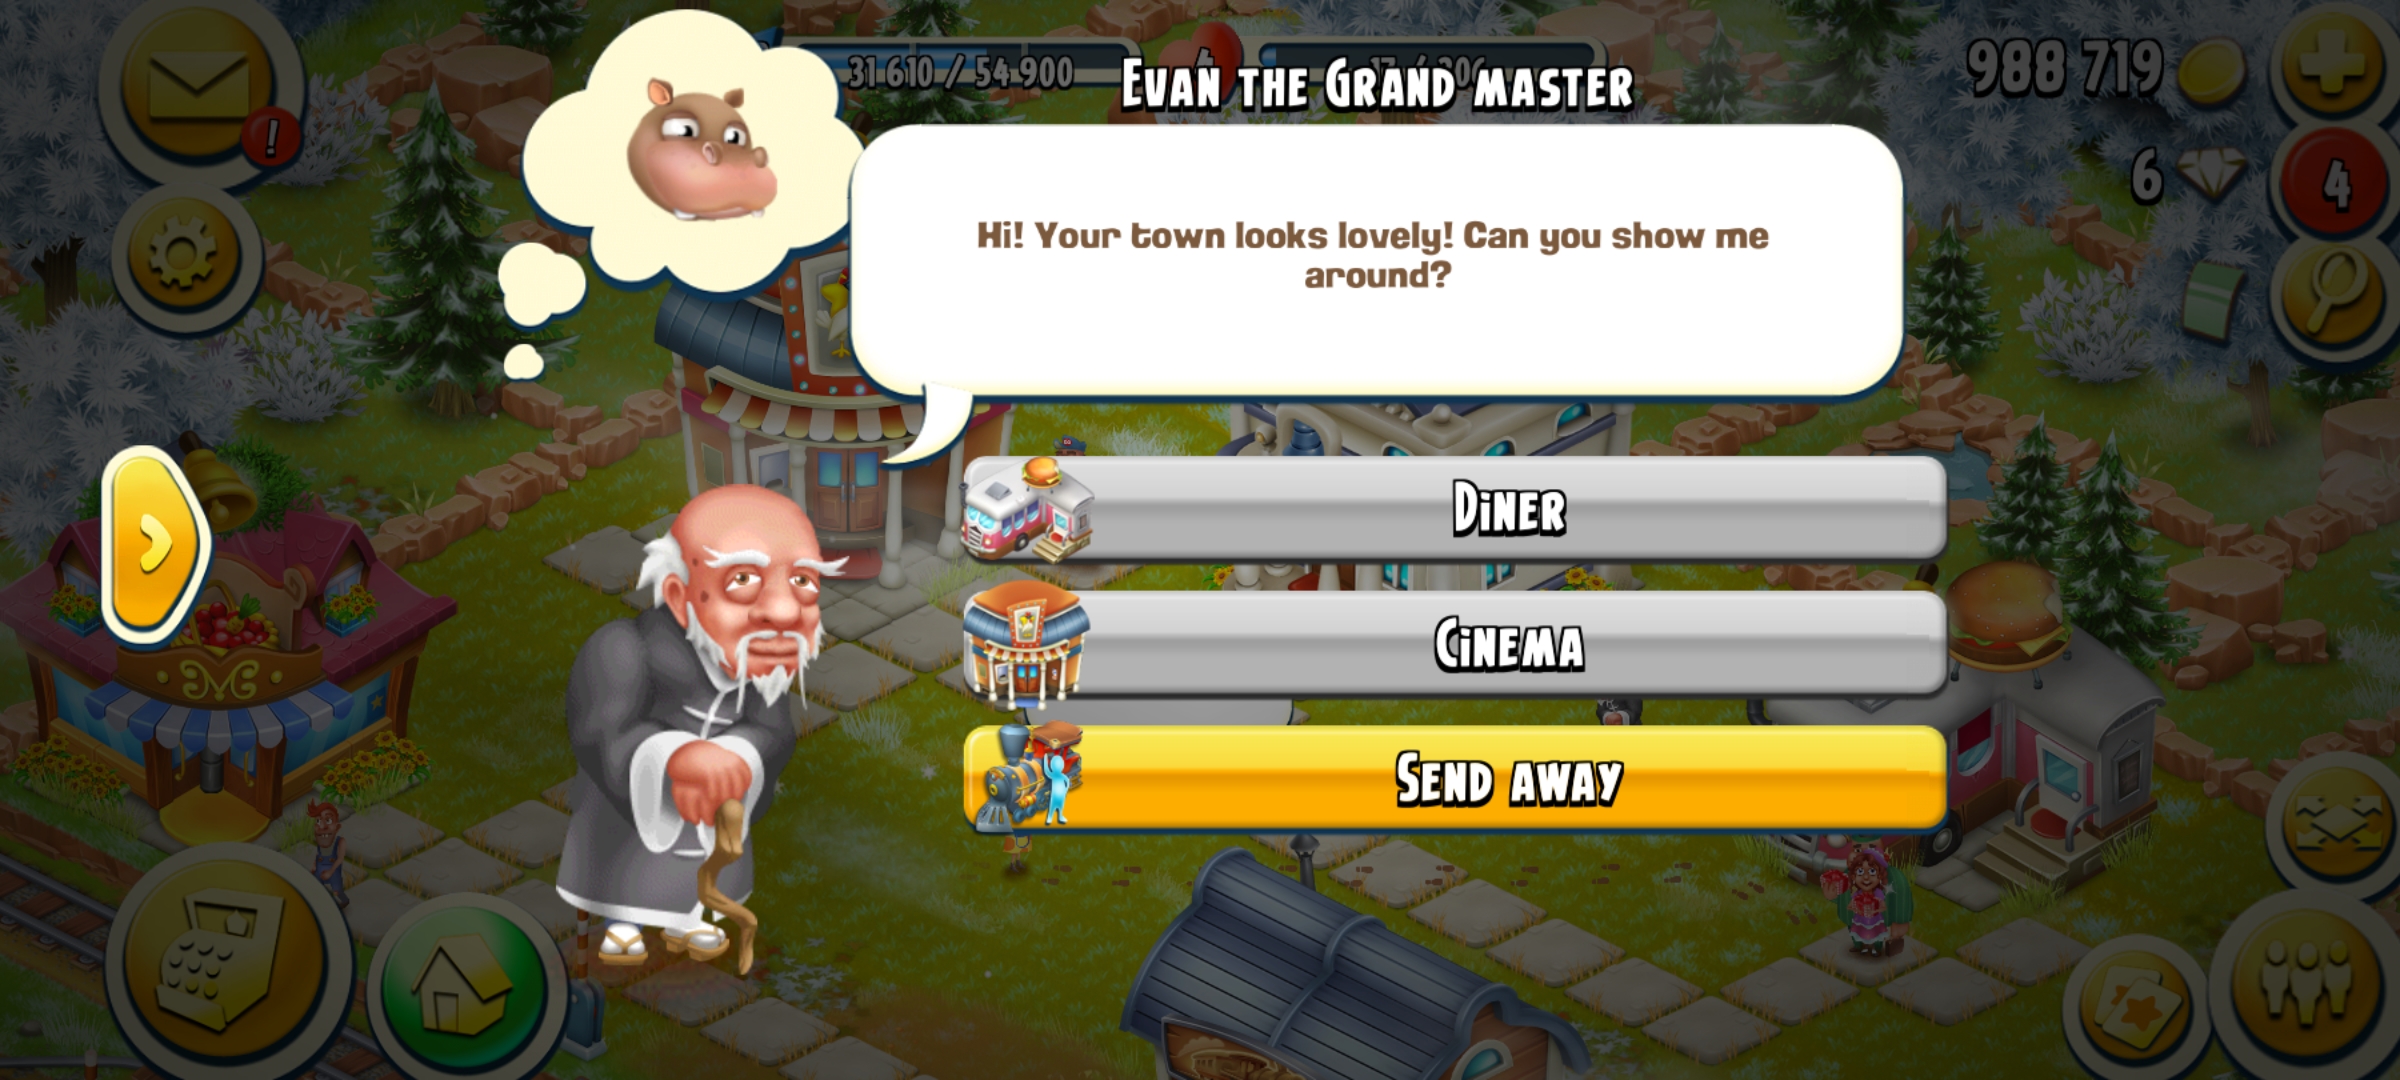 31 610 / 54 900
4
EVAN THE GRAND MASTER
988 719
!
6
4
Hi! Your town looks lovely! Can you show me
around?
DINER
CINEMA
SEND AWAY